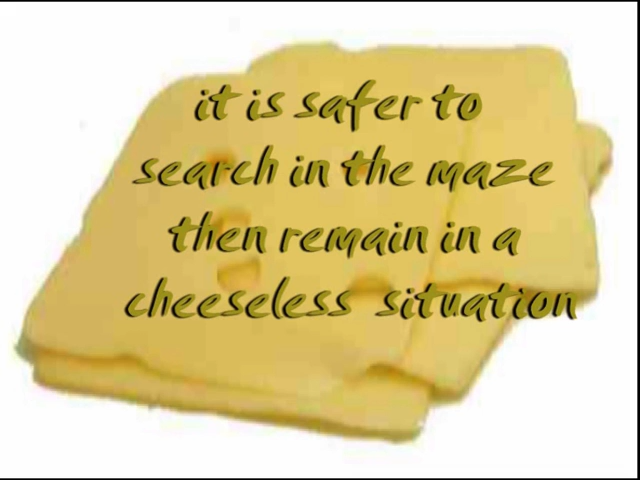 it is safer to
search in the maze
then remain in a
cheeseless situation